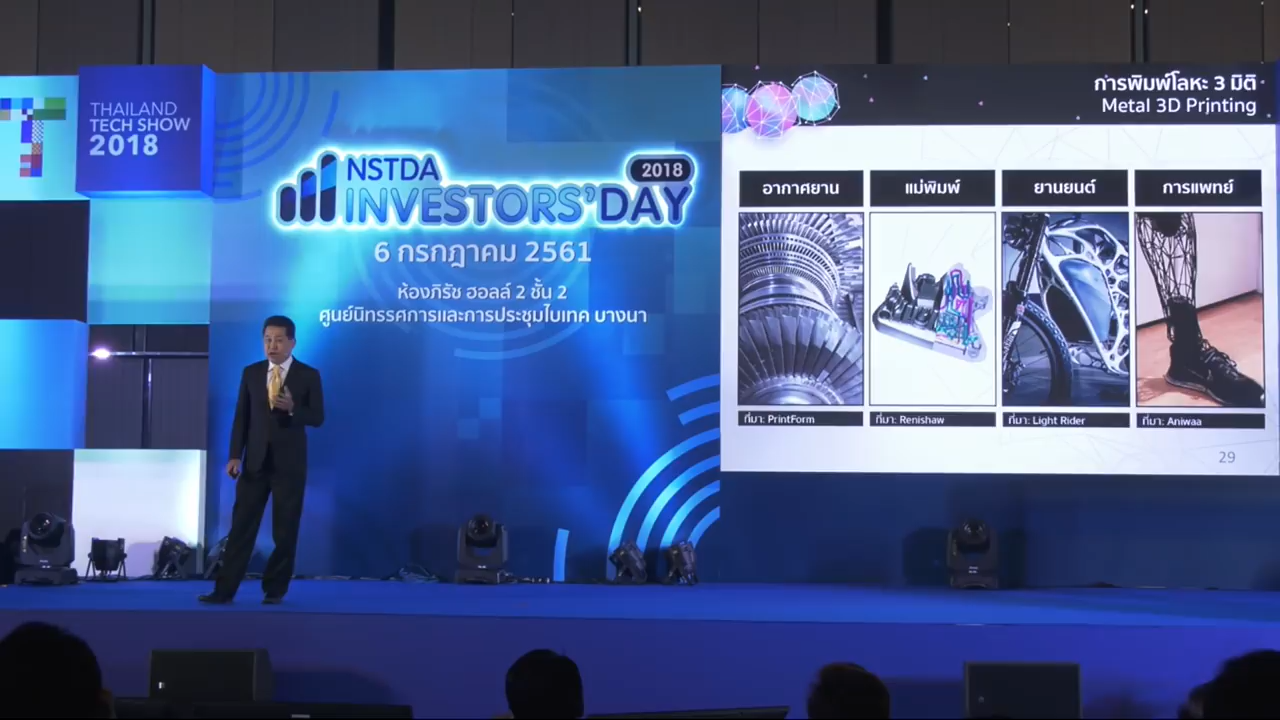 THAILAND
TECH SHOW
2018
NSTDA
2018
INVESTORS' DAY
6 กรกฎาคม 2561
ห้องภิรัช ฮอลล์ 2 ชั้น 2
ศูนย์นิทรรศการและการประชุมไบเทค บางนา
การพิมพ์โลหะ 3 มิติ
Metal 3D Printing
อากาศยาน
แม่พิมพ์
ยานยนต์
การแพทย์
ที่มา: PrintForm
ที่มา: Renishaw
ที่มา: Light Rider
ที่มา: Aniwaa
29